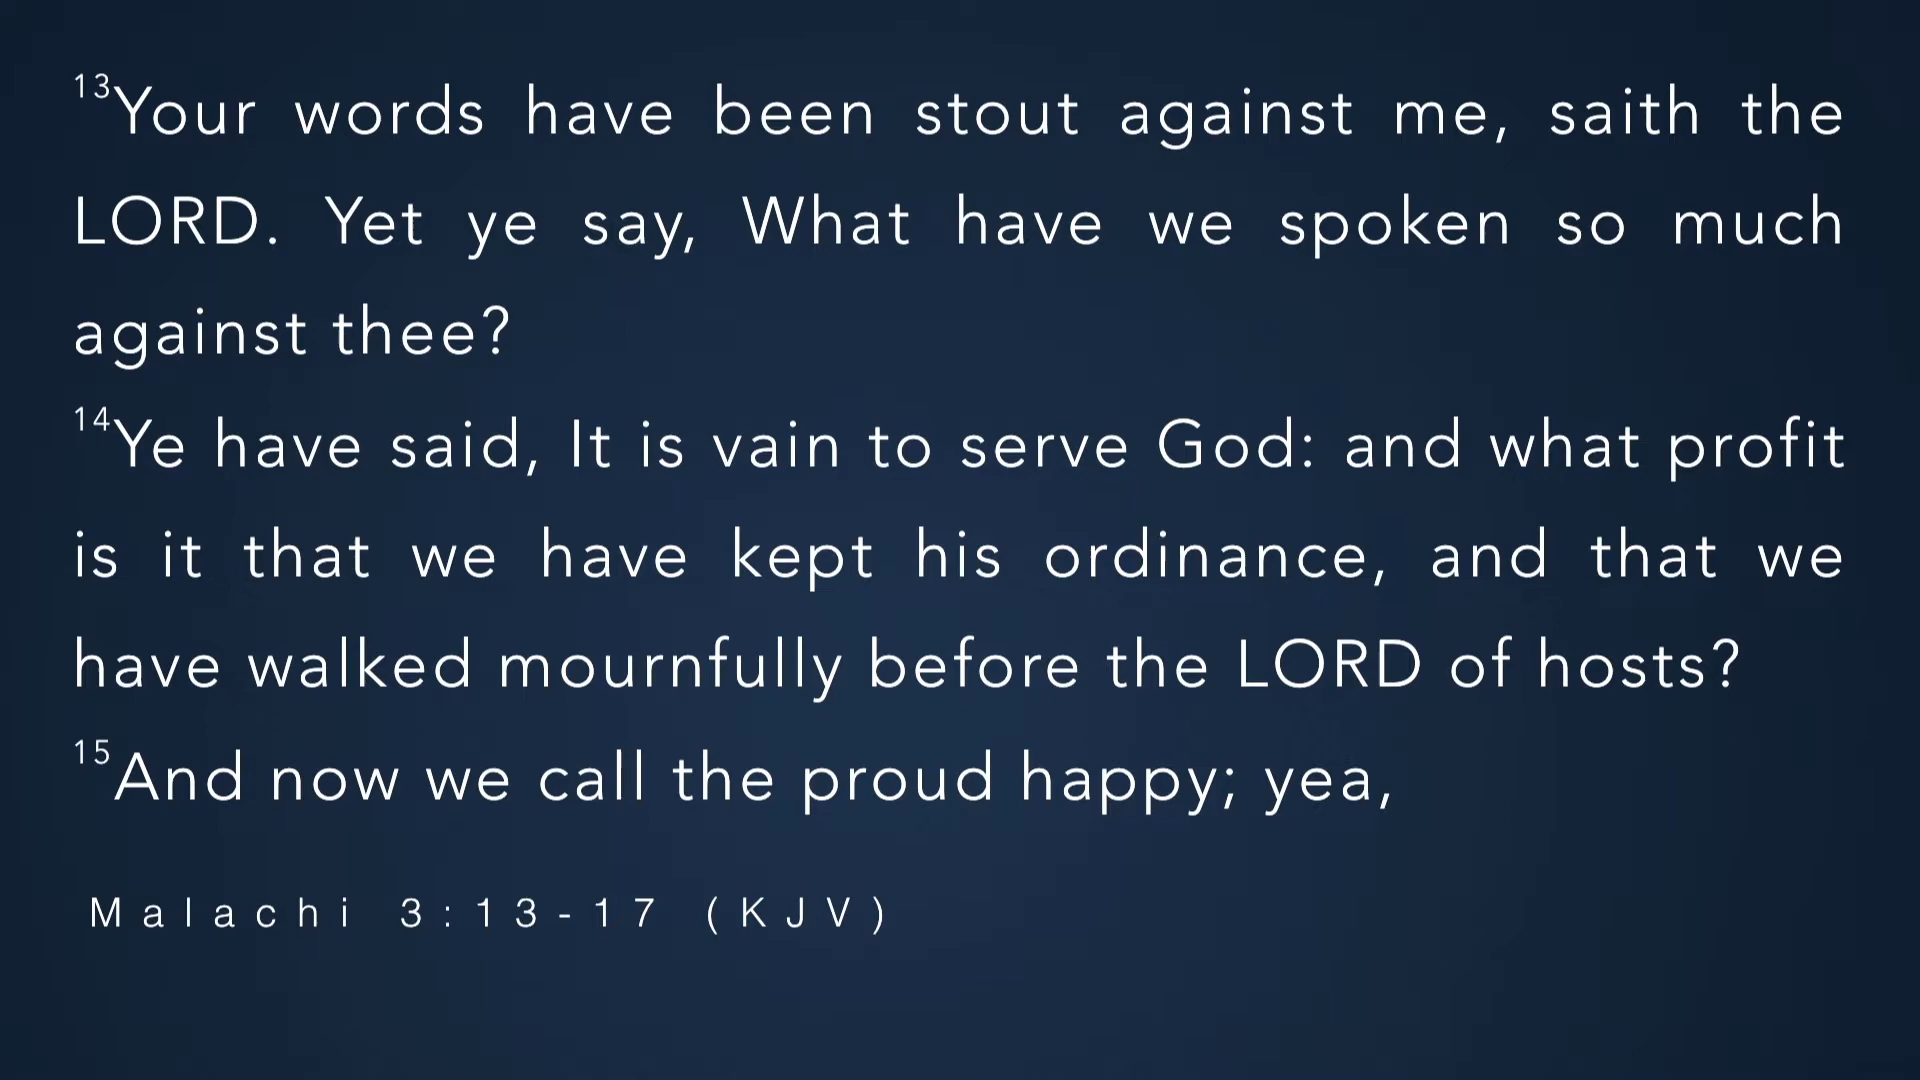 13Your words have been stout against me, saith the
LORD. Yet ye say, What have we spoken so much
against thee?
14Ye have said, It is vain to serve God: and what profit
is it that we have kept his ordinance, and that we
have walked mournfully before the LORD of hosts?
15And now we call the proud happy; yea,
Malachi 3:13-17 (KJV)